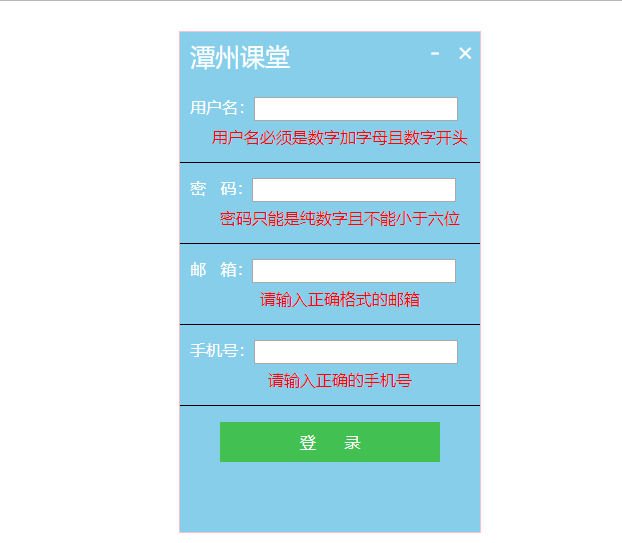 潭州课堂 - ×
用户名：
用户名必须是数字加字母且数字开头
密 码：
密码只能是纯数字且不能小于六位
邮 箱：
请输入正确格式的邮箱
手机号：
请输入正确的手机号
登 录